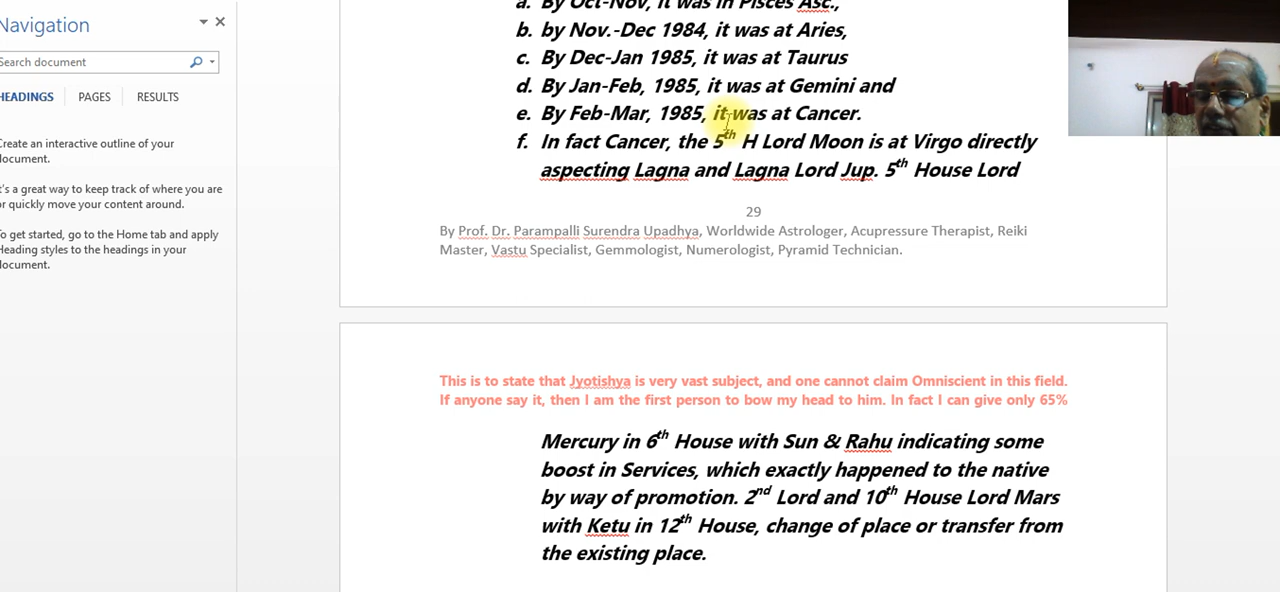 Navigation
Search document
HEADINGS PAGES RESULTS
Create an interactive outline of your
document.
It's a great way to keep track of where you are
or quickly move your content around.
To get started, go to the Home tab and apply
Heading styles to the headings in your
document.
a. By Oct-Nov, it was in Pisces Asc.,
b. by Nov.-Dec 1984, it was at Aries,
c. By Dec-Jan 1985, it was at Taurus
d. By Jan-Feb, 1985, it was at Gemini and
e. By Feb-Mar, 1985, it was at Cancer.
f. In fact Cancer, the 5th H Lord Moon is at Virgo directly
aspecting Lagna and Lagna Lord Jup. 5th House Lord
29
By Prof. Dr. Parampalli Surendra Upadhya, Worldwide Astrologer, Acupressure Therapist, Reiki
Master, Vastu Specialist, Gemmologist, Numerologist, Pyramid Technician.
This is to state that Jyotishya is very vast subject, and one cannot claim Omniscient in this field.
If anyone say it, then I am the first person to bow my head to him. In fact I can give only 65%
Mercury in 6th House with Sun & Rahu indicating some
boost in Services, which exactly happened to the native
by way of promotion. 2nd Lord and 10th House Lord Mars
with Ketu in 12th House, change of place or transfer from
the existing place.